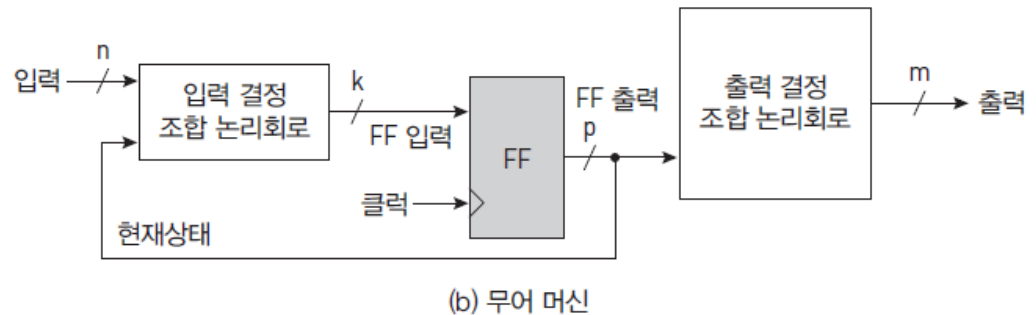 입력
n
입력 결정
조합 논리회로
k
FF 입력
클럭
FF
FF 출력
p
출력 결정
조합 논리회로
m
출력
현재상태
(b) 무어 머신